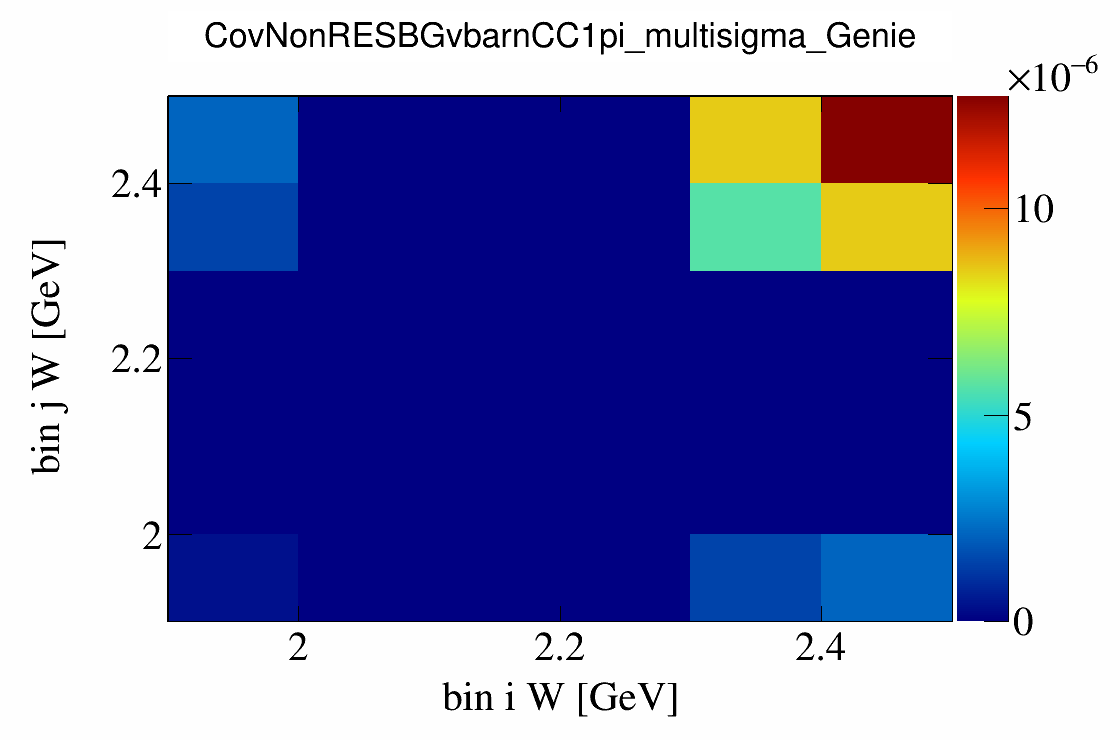 CovNonRESBGvbarnCC1pi_multisigma_Genie
×10⁻⁶
bin j W [GeV]
2.4
2.2
2
10
5
0
2 2.2 2.4
bin i W [GeV]